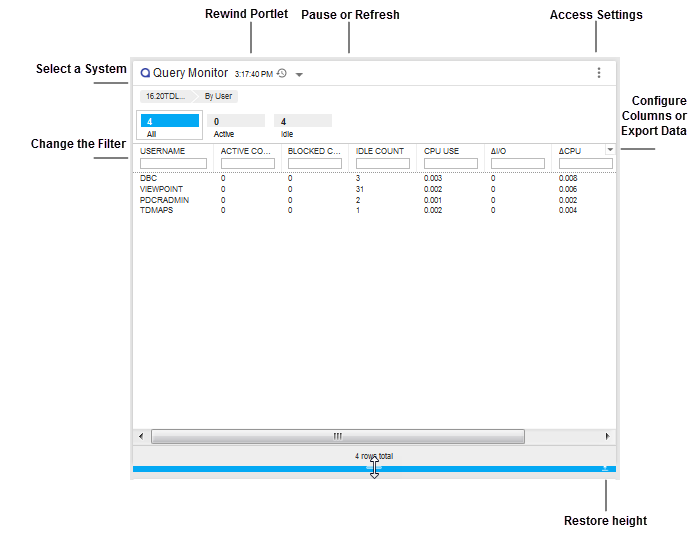 Rewind Portlet
Pause or Refresh
Access Settings
Select a System
Query Monitor 3:17:40 PM
16.20TDL... By User
Configure
Columns or
Export Data
4 0 4
All Active Idle
Change the Filter
USERNAME ACTIVE CO... BLOCKED C... IDLE COUNT CPU USE ΔI/O ΔCPU
DBC 0 0 3 0.003 0 0.008
VIEWPOINT 0 0 31 0.002 0 0.006
PDCRADMIN 0 0 2 0.001 0 0.002
TDMAPS 0 0 1 0.002 0 0.004
4 rows total
Restore height